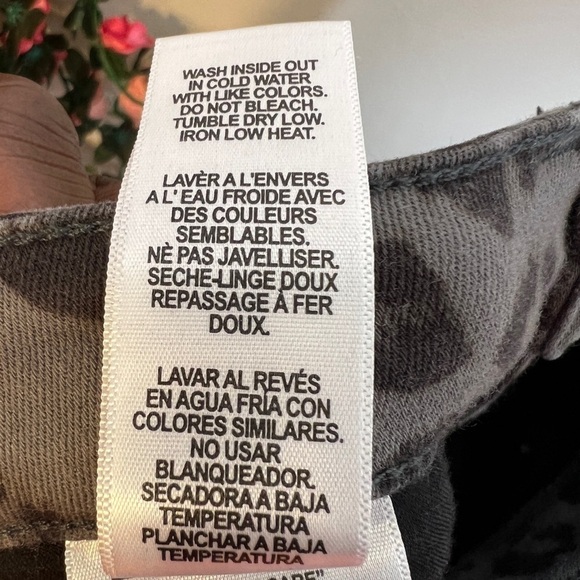 WASH INSIDE OUT
IN COLD WATER
WITH LIKE COLORS.
DO NOT BLEACH.
TUMBLE DRY LOW.
IRON LOW HEAT.
LAVÈR A L'ENVERS
A L' EAU FROIDE AVEC
DES COULEURS
SEMBLABLES.
NÈ PAS JAVELLISER.
SECHE-LINGE DOUX
REPASSAGE À FER
DOUX.
LAVAR AL REVÉS
EN AGUA FRÍA CON
COLORES SIMILARES.
NO USAR
BLANQUEADOR.
SECADORA A BAJA
TEMPERATURA
PLANCHAR A BAJA
TEMPERATURA